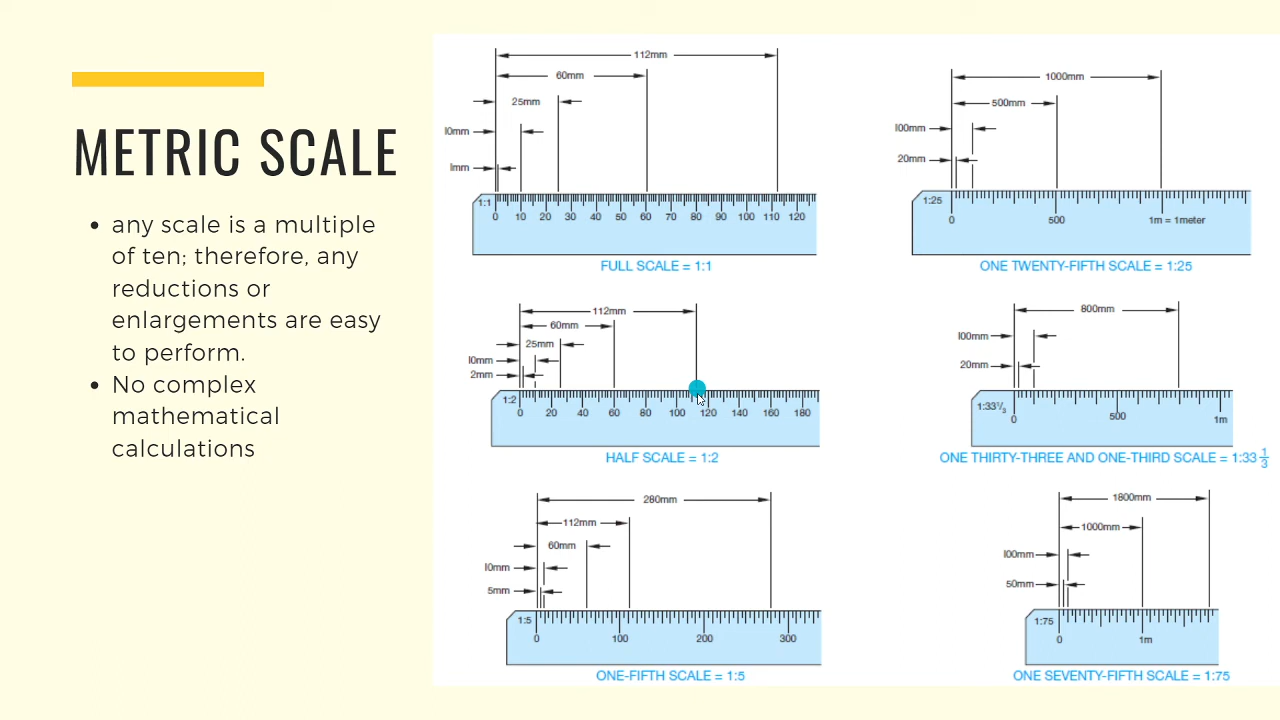 METRIC SCALE
any scale is a multiple
of ten; therefore, any
reductions or
enlargements are easy
to perform.
No complex
mathematical
calculations
112mm
60mm
25mm
10mm
1mm
1:1
0 10 20 30 40 50 60 70 80 90 100 110 120
FULL SCALE = 1:1
1000mm
500mm
100mm
20mm
1:25
0 500 1m = 1meter
ONE TWENTY-FIFTH SCALE = 1:25
112mm
60mm
25mm
10mm
2mm
1:2
0 20 40 60 80 100 120 140 160 180
HALF SCALE = 1:2
800mm
100mm
20mm
1:33 1/3
0 500 1m
ONE THIRTY-THREE AND ONE-THIRD SCALE = 1:33 1/3
280mm
112mm
60mm
10mm
5mm
1:5
0 100 200 300
ONE-FIFTH SCALE = 1:5
1800mm
1000mm
100mm
50mm
1:75
0 1m
ONE SEVENTY-FIFTH SCALE = 1:75